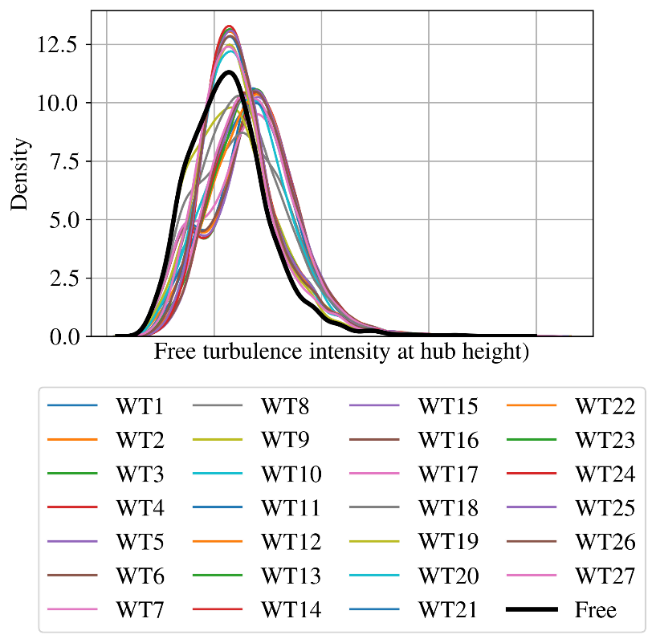 12.5
10.0
7.5
5.0
2.5
0.0
Density
Free turbulence intensity at hub height)
WT1 WT8 WT15 WT22
WT2 WT9 WT16 WT23
WT3 WT10 WT17 WT24
WT4 WT11 WT18 WT25
WT5 WT12 WT19 WT26
WT6 WT13 WT20 WT27
WT7 WT14 WT21 Free